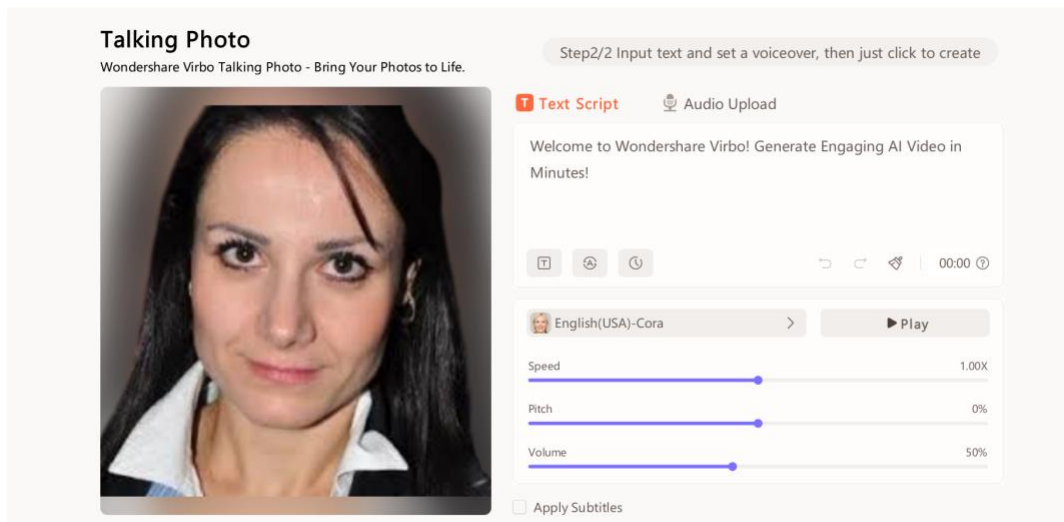 Talking Photo
Wondershare Virbo Talking Photo - Bring Your Photos to Life.
Step2/2 Input text and set a voiceover, then just click to create
T Text Script
Audio Upload
Welcome to Wondershare Virbo! Generate Engaging AI Video in
Minutes!
T
A
00:00 ?
English(USA)-Cora
Play
Speed
1.00X
Pitch
0%
Volume
50%
Apply Subtitles